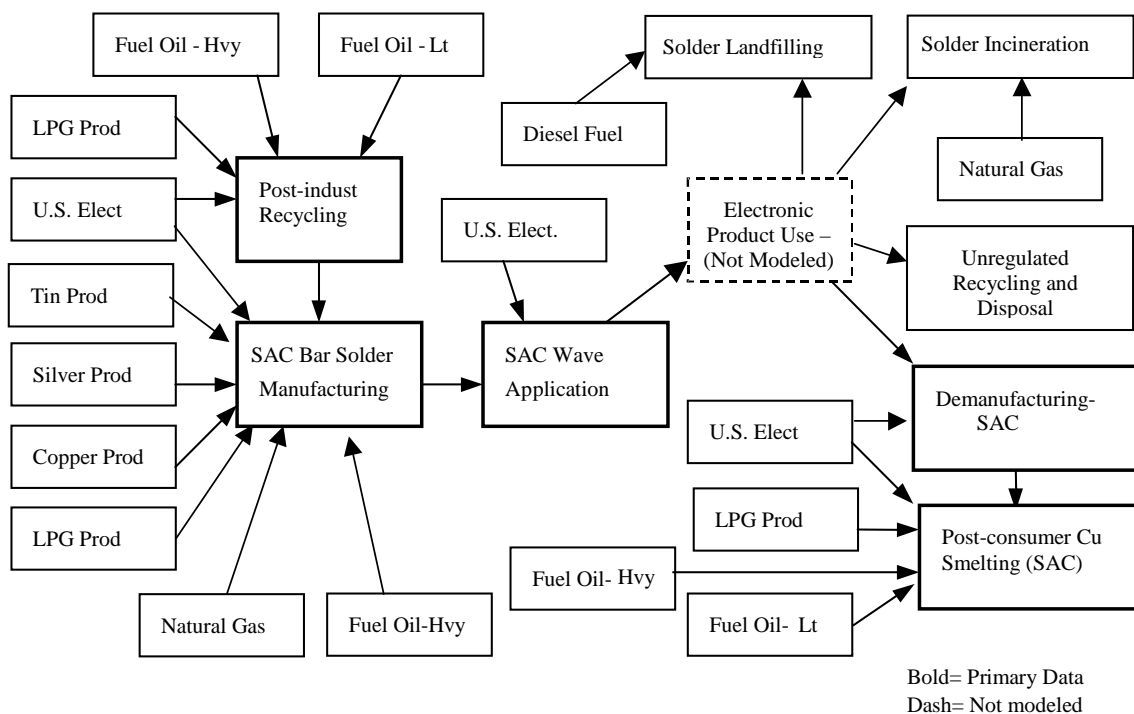 Fuel Oil - Hvy
Fuel Oil - Lt
Solder Landfilling
Solder Incineration
LPG Prod
Diesel Fuel
Natural Gas
Post-indust
Recycling
U.S. Elect
U.S. Elect.
Electronic
Product Use –
(Not Modeled)
Unregulated
Recycling and
Disposal
Tin Prod
SAC Bar Solder
Manufacturing
SAC Wave
Application
Silver Prod
Demanufacturing-
SAC
U.S. Elect
Copper Prod
LPG Prod
LPG Prod
Post-consumer Cu
Smelting (SAC)
Fuel Oil- Hvy
Natural Gas
Fuel Oil-Hvy
Fuel Oil- Lt
Bold= Primary Data
Dash= Not modeled